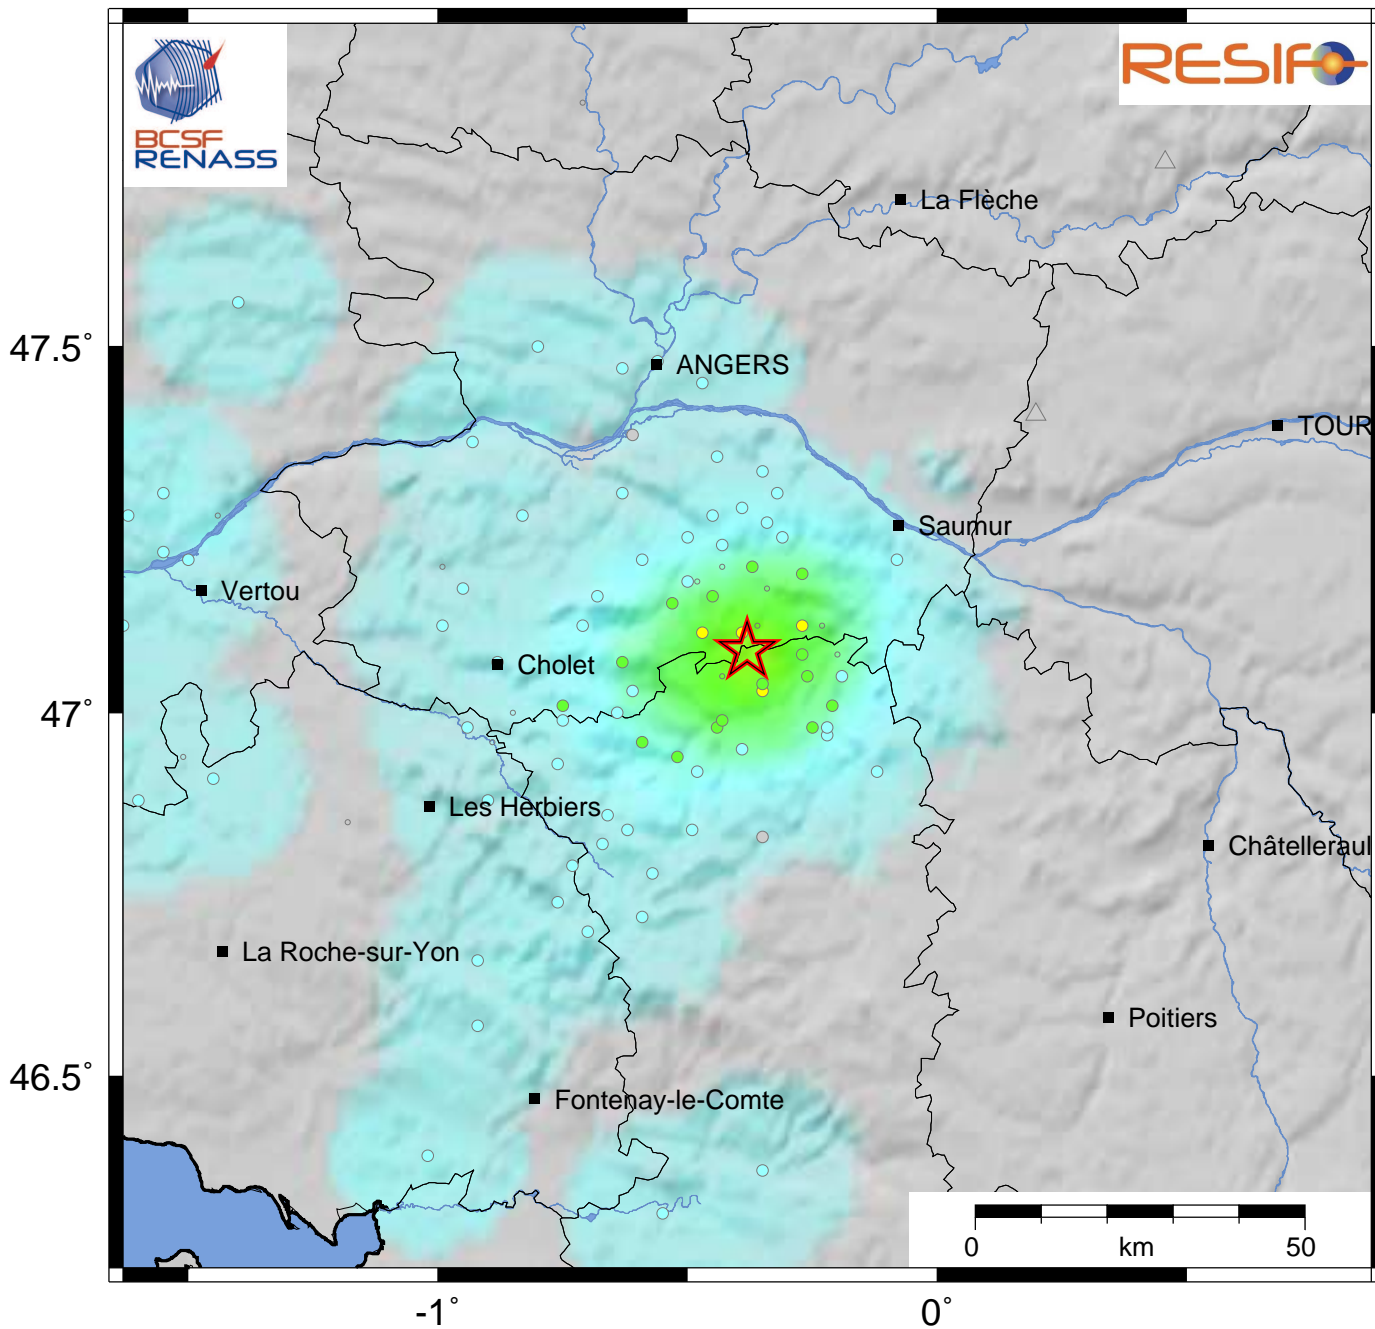 BCSF
RENASS
RESIF
La Flèche
47.5°
ANGERS
TOUR
Saumur
Vertou
Cholet
47°
Les Herbiers
Châtelleraul
La Roche-sur-Yon
Poitiers
46.5°
Fontenay-le-Comte
0 km 50
-1° 0°